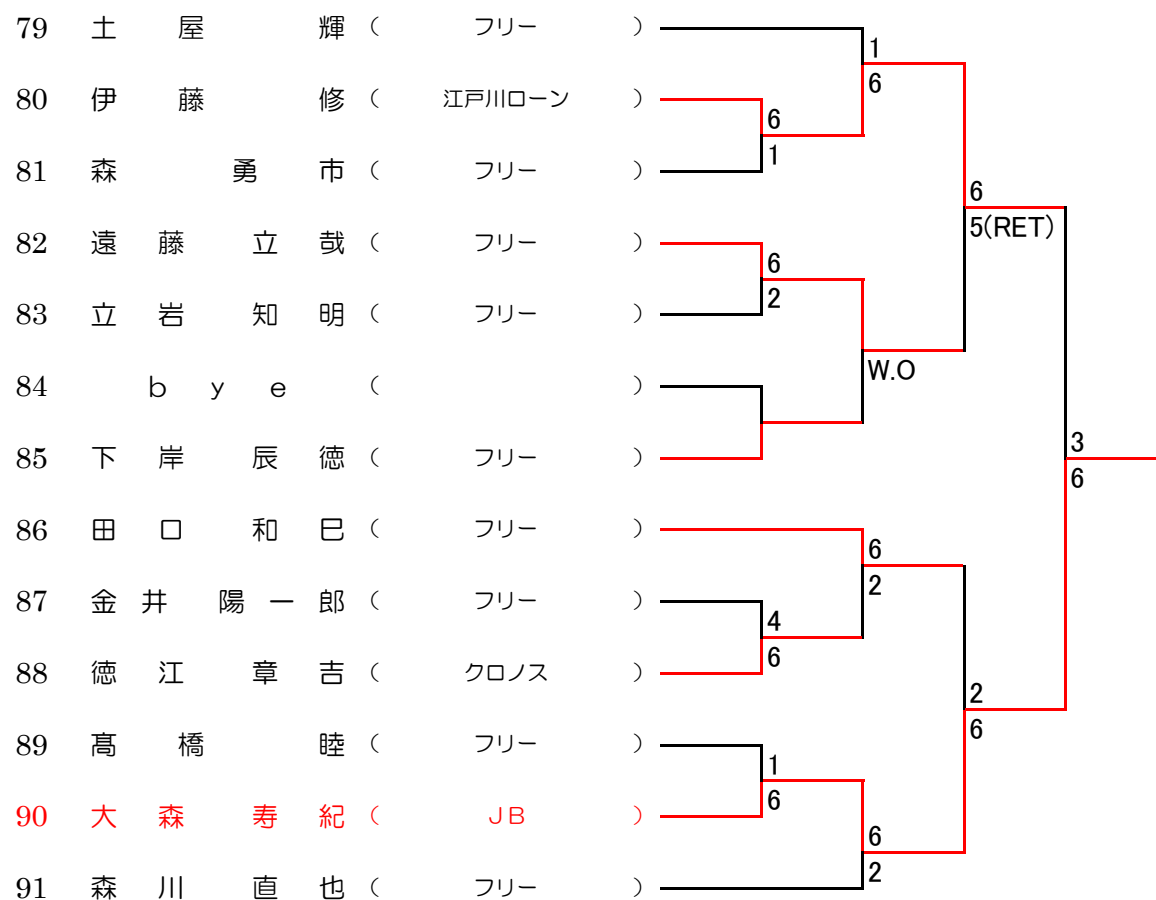 79 土屋 輝 ( フリー )
1
80 伊藤 修 ( 江戸川ローン ) 6
6
81 森 勇市 ( フリー ) 1
6
82 遠藤立哉 ( フリー ) 5(RET)
6
83 立岩知明 ( フリー ) 2
84 bye ( ) W.O
85 下岸辰徳 ( フリー ) 3
6
86 田口和巳 ( フリー ) 6
87 金井陽一郎 ( フリー ) 2
4
88 徳江章吉 ( クロノス ) 6
2
89 髙橋 睦 ( フリー ) 6
1
90 大森寿紀 ( JB ) 6
6
91 森川直也 ( フリー ) 2